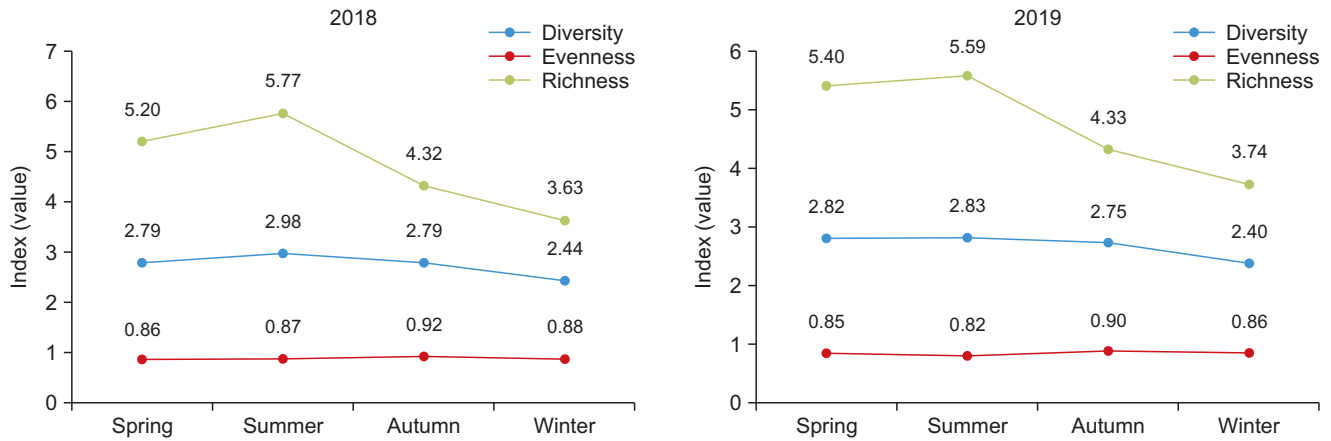 2018
Diversity
Evenness
Richness
Index (value)
7
6
5
4
3
2
1
0
5.20
5.77
4.32
3.63
2.79
2.98
2.79
2.44
0.86
0.87
0.92
0.88
Spring
Summer
Autumn
Winter
2019
Diversity
Evenness
Richness
Index (value)
6
5
4
3
2
1
0
5.40
5.59
4.33
3.74
2.82
2.83
2.75
2.40
0.85
0.82
0.90
0.86
Spring
Summer
Autumn
Winter